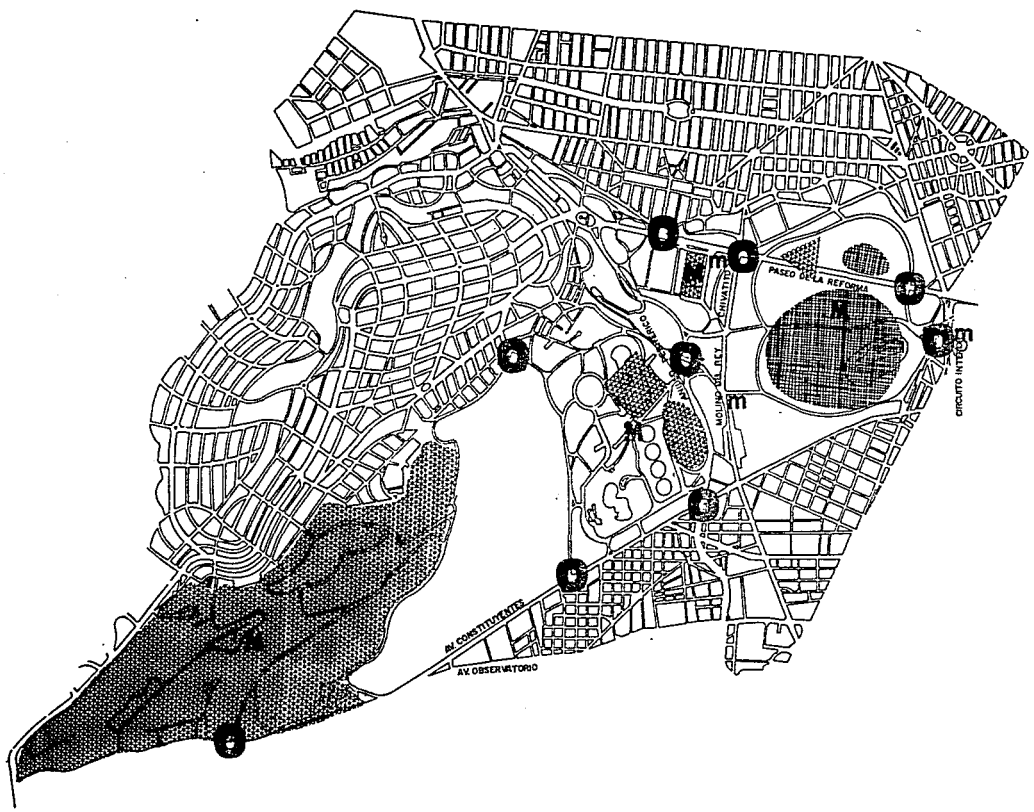 m
M
PASEO DE LA REFORMA
CHIVATITO
M
m
CIRCUITO INTERIOR
MOLINO DEL REY
m
M
AV. CONSTITUYENTES
AV. OBSERVATORIO